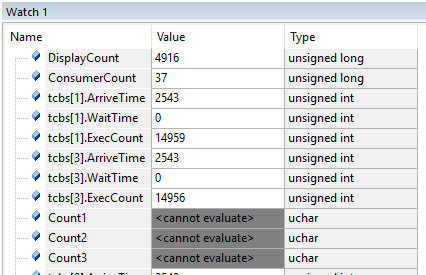 Watch 1
Name Value Type
DisplayCount 4916 unsigned long
ConsumerCount 37 unsigned long
tcbs[1].ArriveTime 2543 unsigned int
tcbs[1].WaitTime 0 unsigned int
tcbs[1].ExecCount 14959 unsigned int
tcbs[3].ArriveTime 2543 unsigned int
tcbs[3].WaitTime 0 unsigned int
tcbs[3].ExecCount 14956 unsigned int
Count1 <cannot evaluate> uchar
Count2 <cannot evaluate> uchar
Count3 <cannot evaluate> uchar